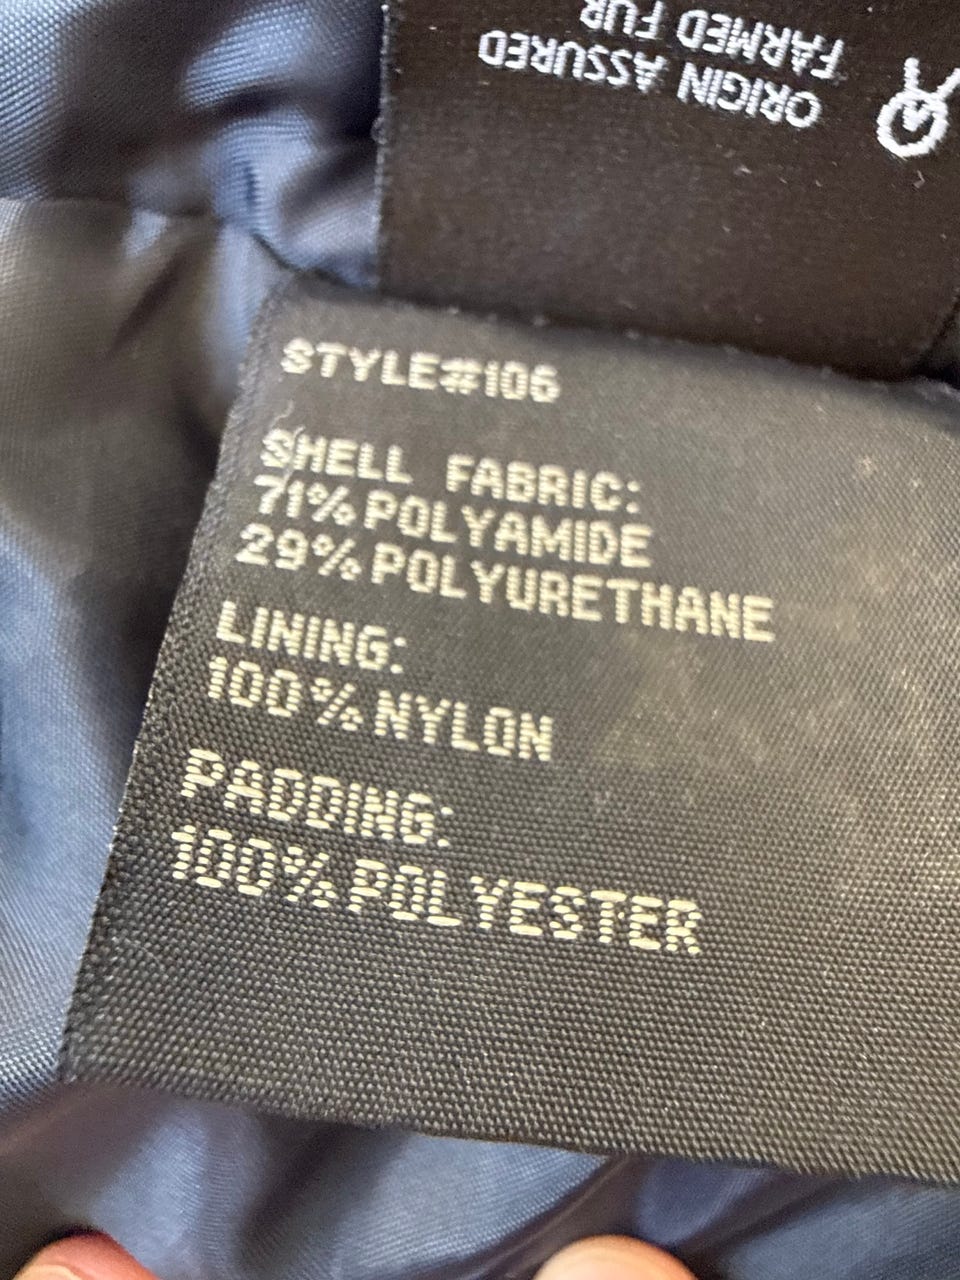 ORIGIN ASSURED
FARMED FUR
STYLE#106
SHELL FABRIC:
71% POLYAMIDE
29% POLYURETHANE
LINING:
100% NYLON
PADDING:
100% POLYESTER